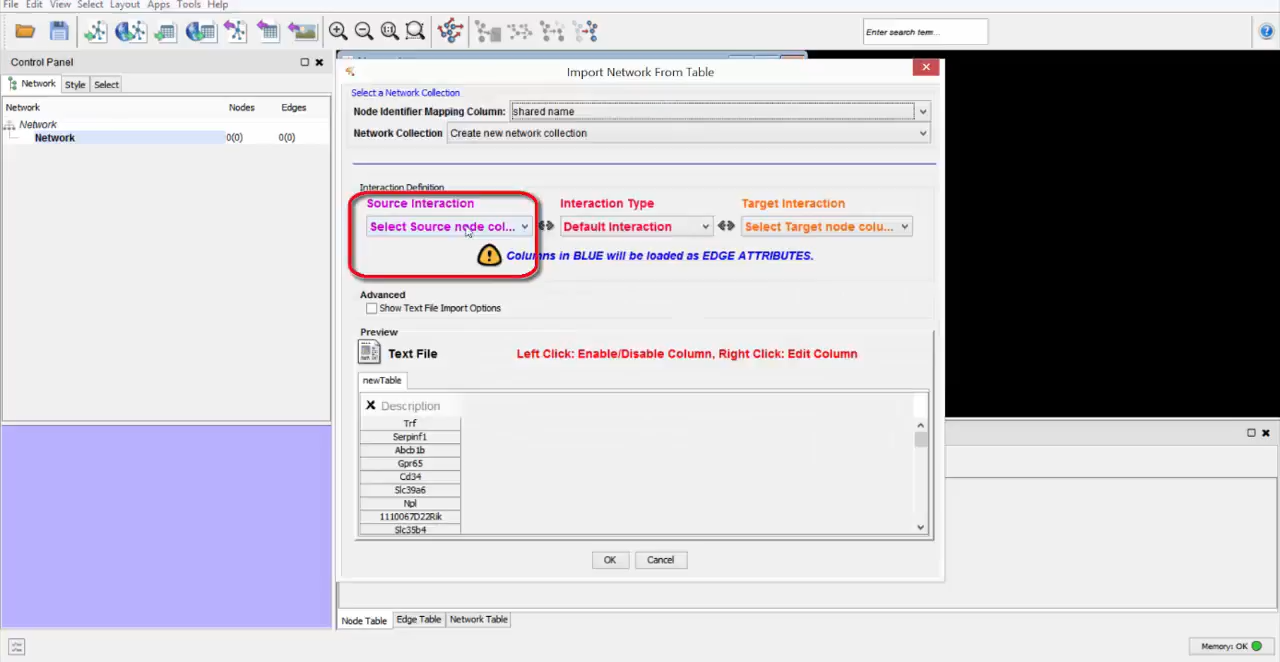 File Edit View Select Layout Apps Tools Help
Enter search term...
Control Panel
Network Style Select
Network Nodes Edges
Network
Network 0(0) 0(0)
Import Network From Table
Select a Network Collection
Node Identifier Mapping Column: shared name
Network Collection Create new network collection
Interaction Definition
Source Interaction Interaction Type Target Interaction
Select Source node col... Default Interaction Select Target node colu...
Columns in BLUE will be loaded as EDGE ATTRIBUTES.
Advanced
Show Text File Import Options
Preview
Text File Left Click: Enable/Disable Column, Right Click: Edit Column
newTable
Description
Trf
Serpinf1
Abcb1b
Gpr65
Cd34
Slc39a6
Npl
1110067D22Rik
Slc35b4
OK Cancel
Node Table Edge Table Network Table
Memory: OK